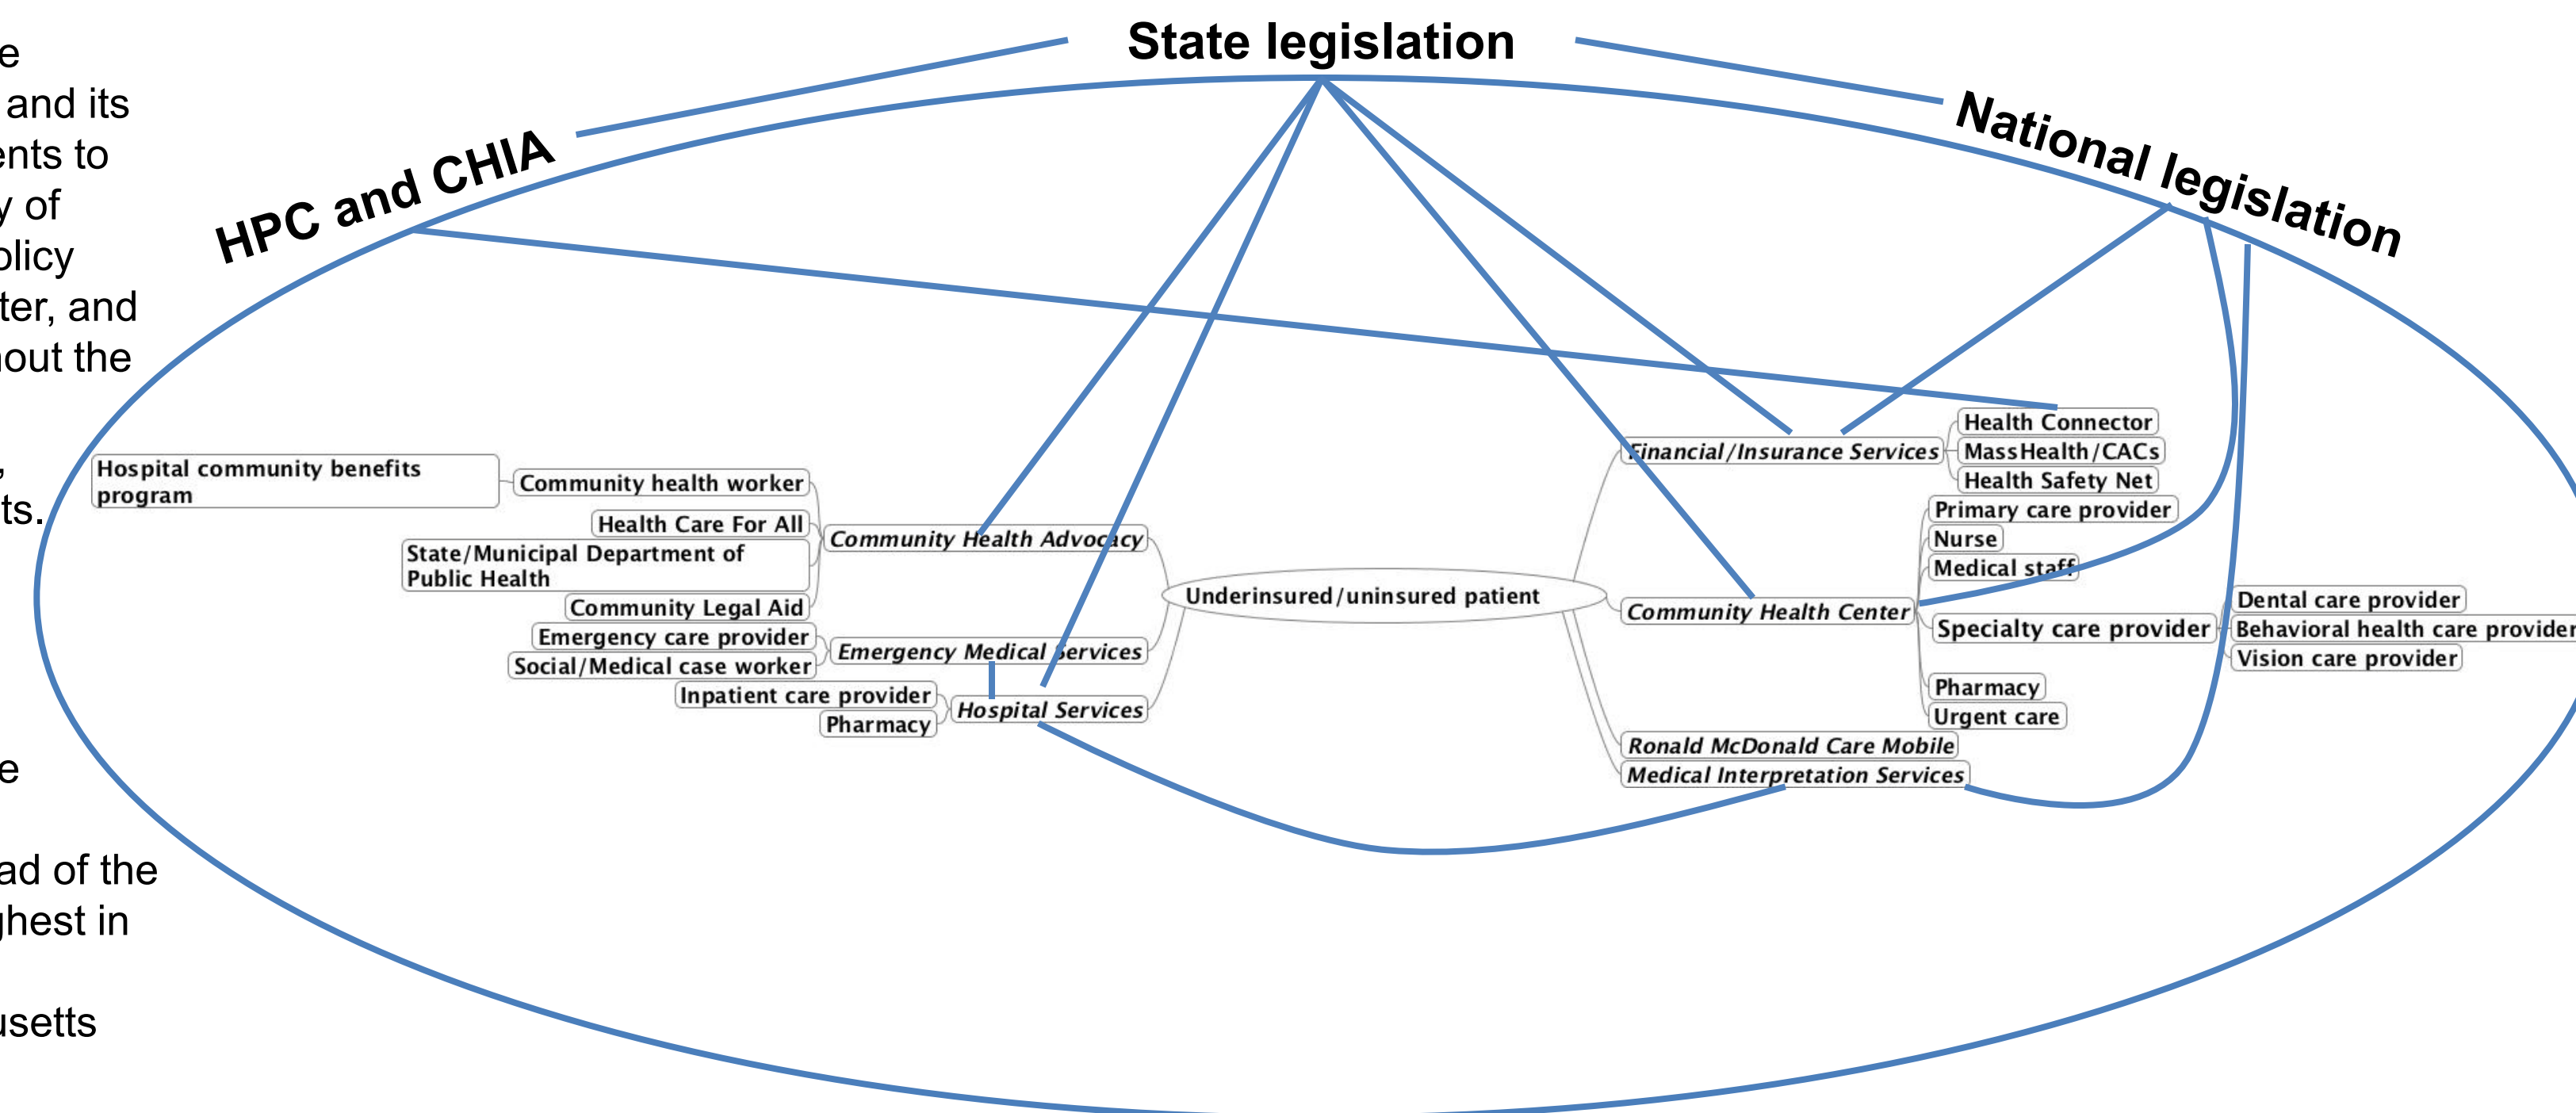 State legislation
HPC and CHIA
National legislation
e
and its
ents to
y of
olicy
ter, and
out the
,
ts.
e
ad of the
ghest in
usetts
Hospital community benefits
program
Community health worker
Health Care For All
State/Municipal Department of
Public Health
Community Legal Aid
Community Health Advocacy
Emergency care provider
Social/Medical case worker
Emergency Medical Services
Inpatient care provider
Pharmacy
Hospital Services
Underinsured/uninsured patient
Financial/Insurance Services
Health Connector
MassHealth/CACs
Health Safety Net
Community Health Center
Primary care provider
Nurse
Medical staff
Specialty care provider
Dental care provider
Behavioral health care provider
Vision care provider
Pharmacy
Urgent care
Ronald McDonald Care Mobile
Medical Interpretation Services